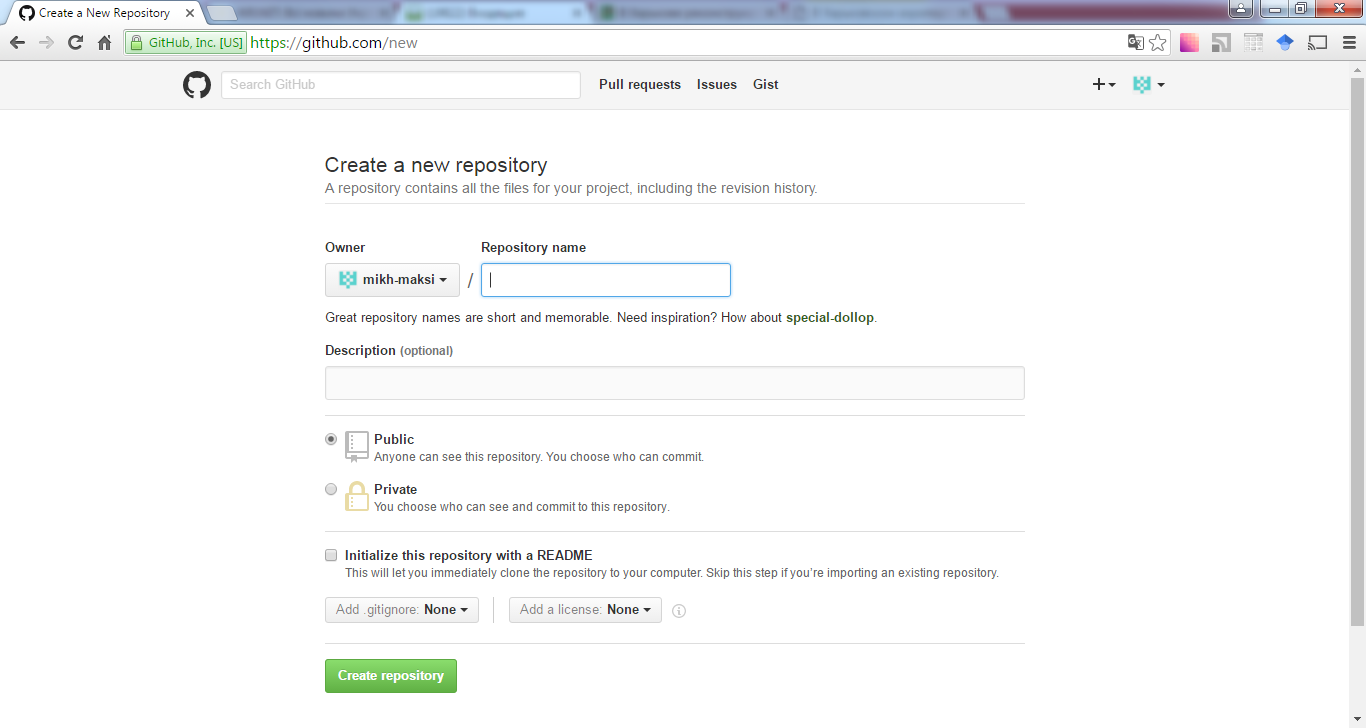 Create a New Repository
GitHub, Inc. [US] https://github.com/new
Search GitHub
Pull requests Issues Gist
Create a new repository
A repository contains all the files for your project, including the revision history.
Owner Repository name
mikh-maksi /
Great repository names are short and memorable. Need inspiration? How about special-dollop.
Description (optional)
Public
Anyone can see this repository. You choose who can commit.
Private
You choose who can see and commit to this repository.
Initialize this repository with a README
This will let you immediately clone the repository to your computer. Skip this step if you’re importing an existing repository.
Add .gitignore: None Add a license: None
Create repository